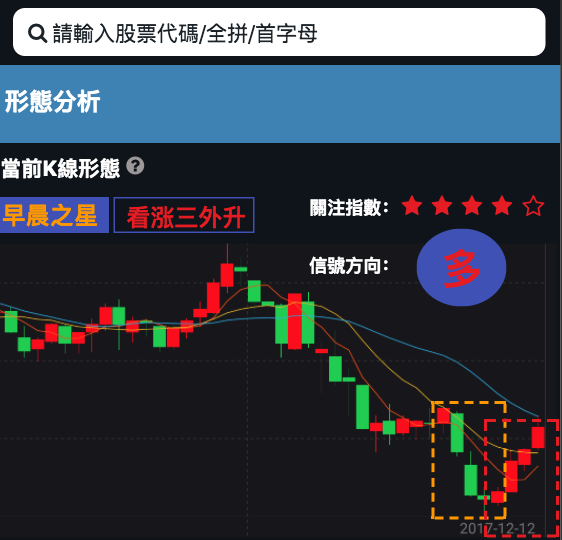 請輸入股票代碼/全拼/首字母
形態分析
當前K線形態 ?
早晨之星
看涨三外升
關注指數：
信號方向：
多
2017-12-12